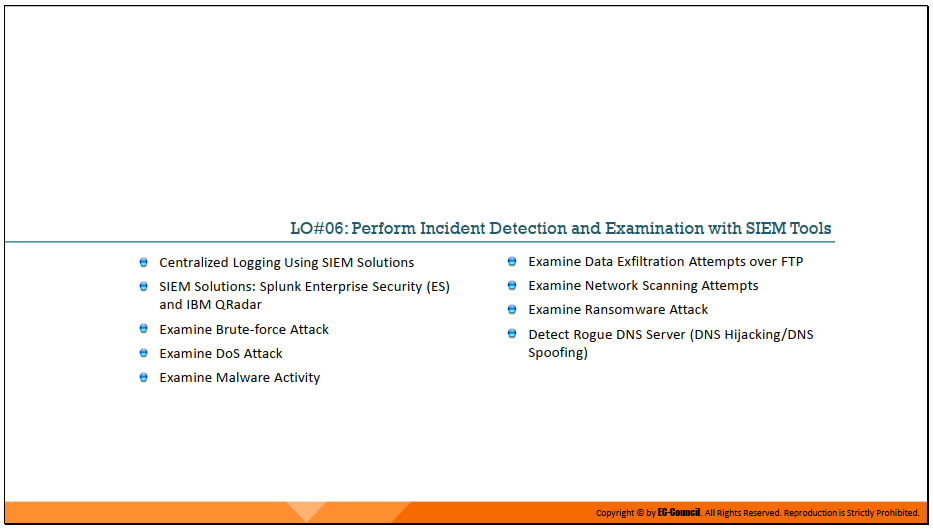 LO#06: Perform Incident Detection and Examination with SIEM Tools
Centralized Logging Using SIEM Solutions
SIEM Solutions: Splunk Enterprise Security (ES)
and IBM QRadar
Examine Brute-force Attack
Examine DoS Attack
Examine Malware Activity
Examine Data Exfiltration Attempts over FTP
Examine Network Scanning Attempts
Examine Ransomware Attack
Detect Rogue DNS Server (DNS Hijacking/DNS
Spoofing)
Copyright © by EC-Council. All Rights Reserved. Reproduction is Strictly Prohibited.